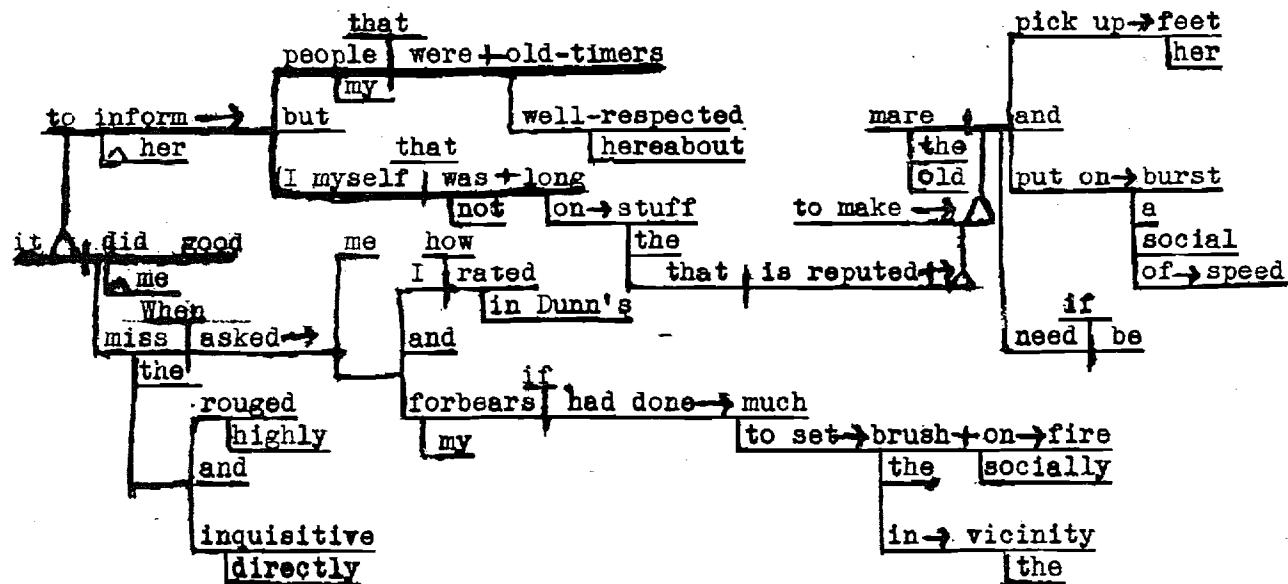 that
pick up feet
people were old-timers
my
her
to inform but well-respected mare and
her that hereabout the
I myself was long old put on burst
not on stuff to make a
it did good me how the social
me I rated that is reputed of speed
When in Dunn's if
miss asked and need be
the
rouged if
highly forbears had done much
and my to set brush on fire
the socially
inquisitive in vicinity
directly the